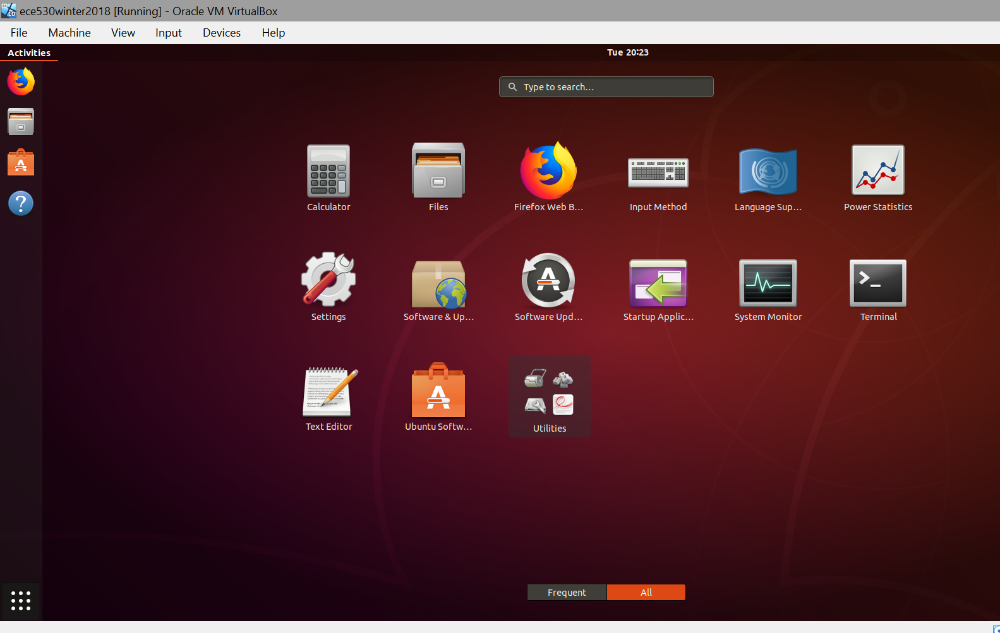 ece530winter2018 [Running] - Oracle VM VirtualBox
File Machine View Input Devices Help
Activities
Tue 20:23
Type to search...
Calculator
Files
Firefox Web B...
Input Method
Language Sup...
Power Statistics
Settings
Software & Up...
Software Upd...
Startup Applic...
System Monitor
Terminal
Text Editor
Ubuntu Softw...
Utilities
Frequent
All